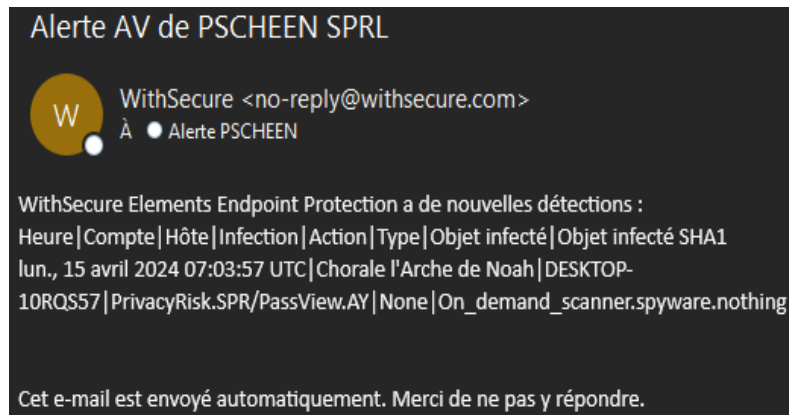 Alerte AV de PSCHEEN SPRL
W
WithSecure <no-reply@withsecure.com>
À Alerte PSCHEEN
WithSecure Elements Endpoint Protection a de nouvelles détections :
Heure|Compte|Hôte|Infection|Action|Type|Objet infecté|Objet infecté SHA1
lun., 15 avril 2024 07:03:57 UTC|Chorale l'Arche de Noah|DESKTOP-
10RQS57|PrivacyRisk.SPR/PassView.AY|None|On_demand_scanner.spyware.nothing
Cet e-mail est envoyé automatiquement. Merci de ne pas y répondre.